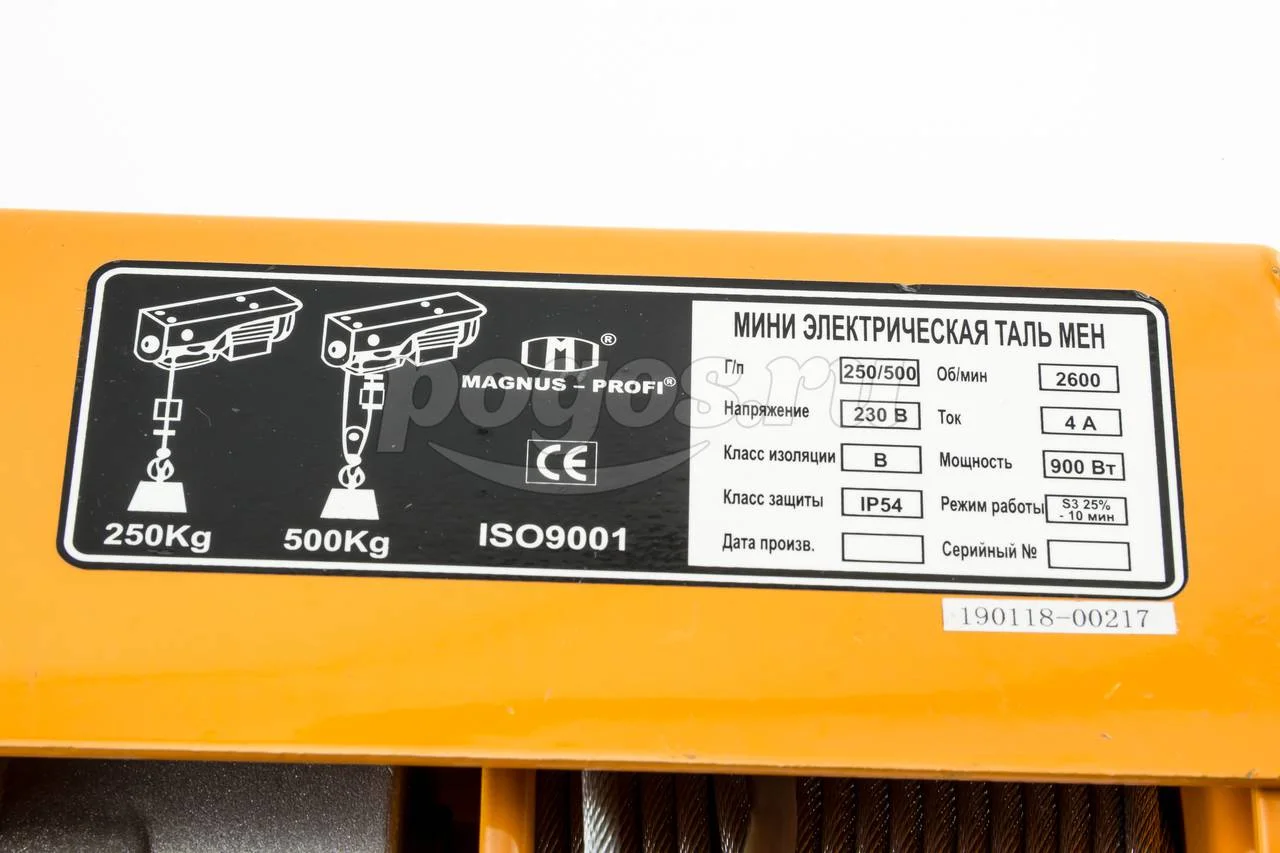 250Kg
500Kg
M®
MAGNUS – PROFI®
CE
ISO9001
МИНИ ЭЛЕКТРИЧЕСКАЯ ТАЛЬ МЕН
Г/п 250/500 Об/мин 2600
Напряжение 230 В Ток 4 А
Класс изоляции В Мощность 900 Вт
Класс защиты IP54 Режим работы S3 25% - 10 мин
Дата произв. Серийный №
190118-00217
pogos.ru